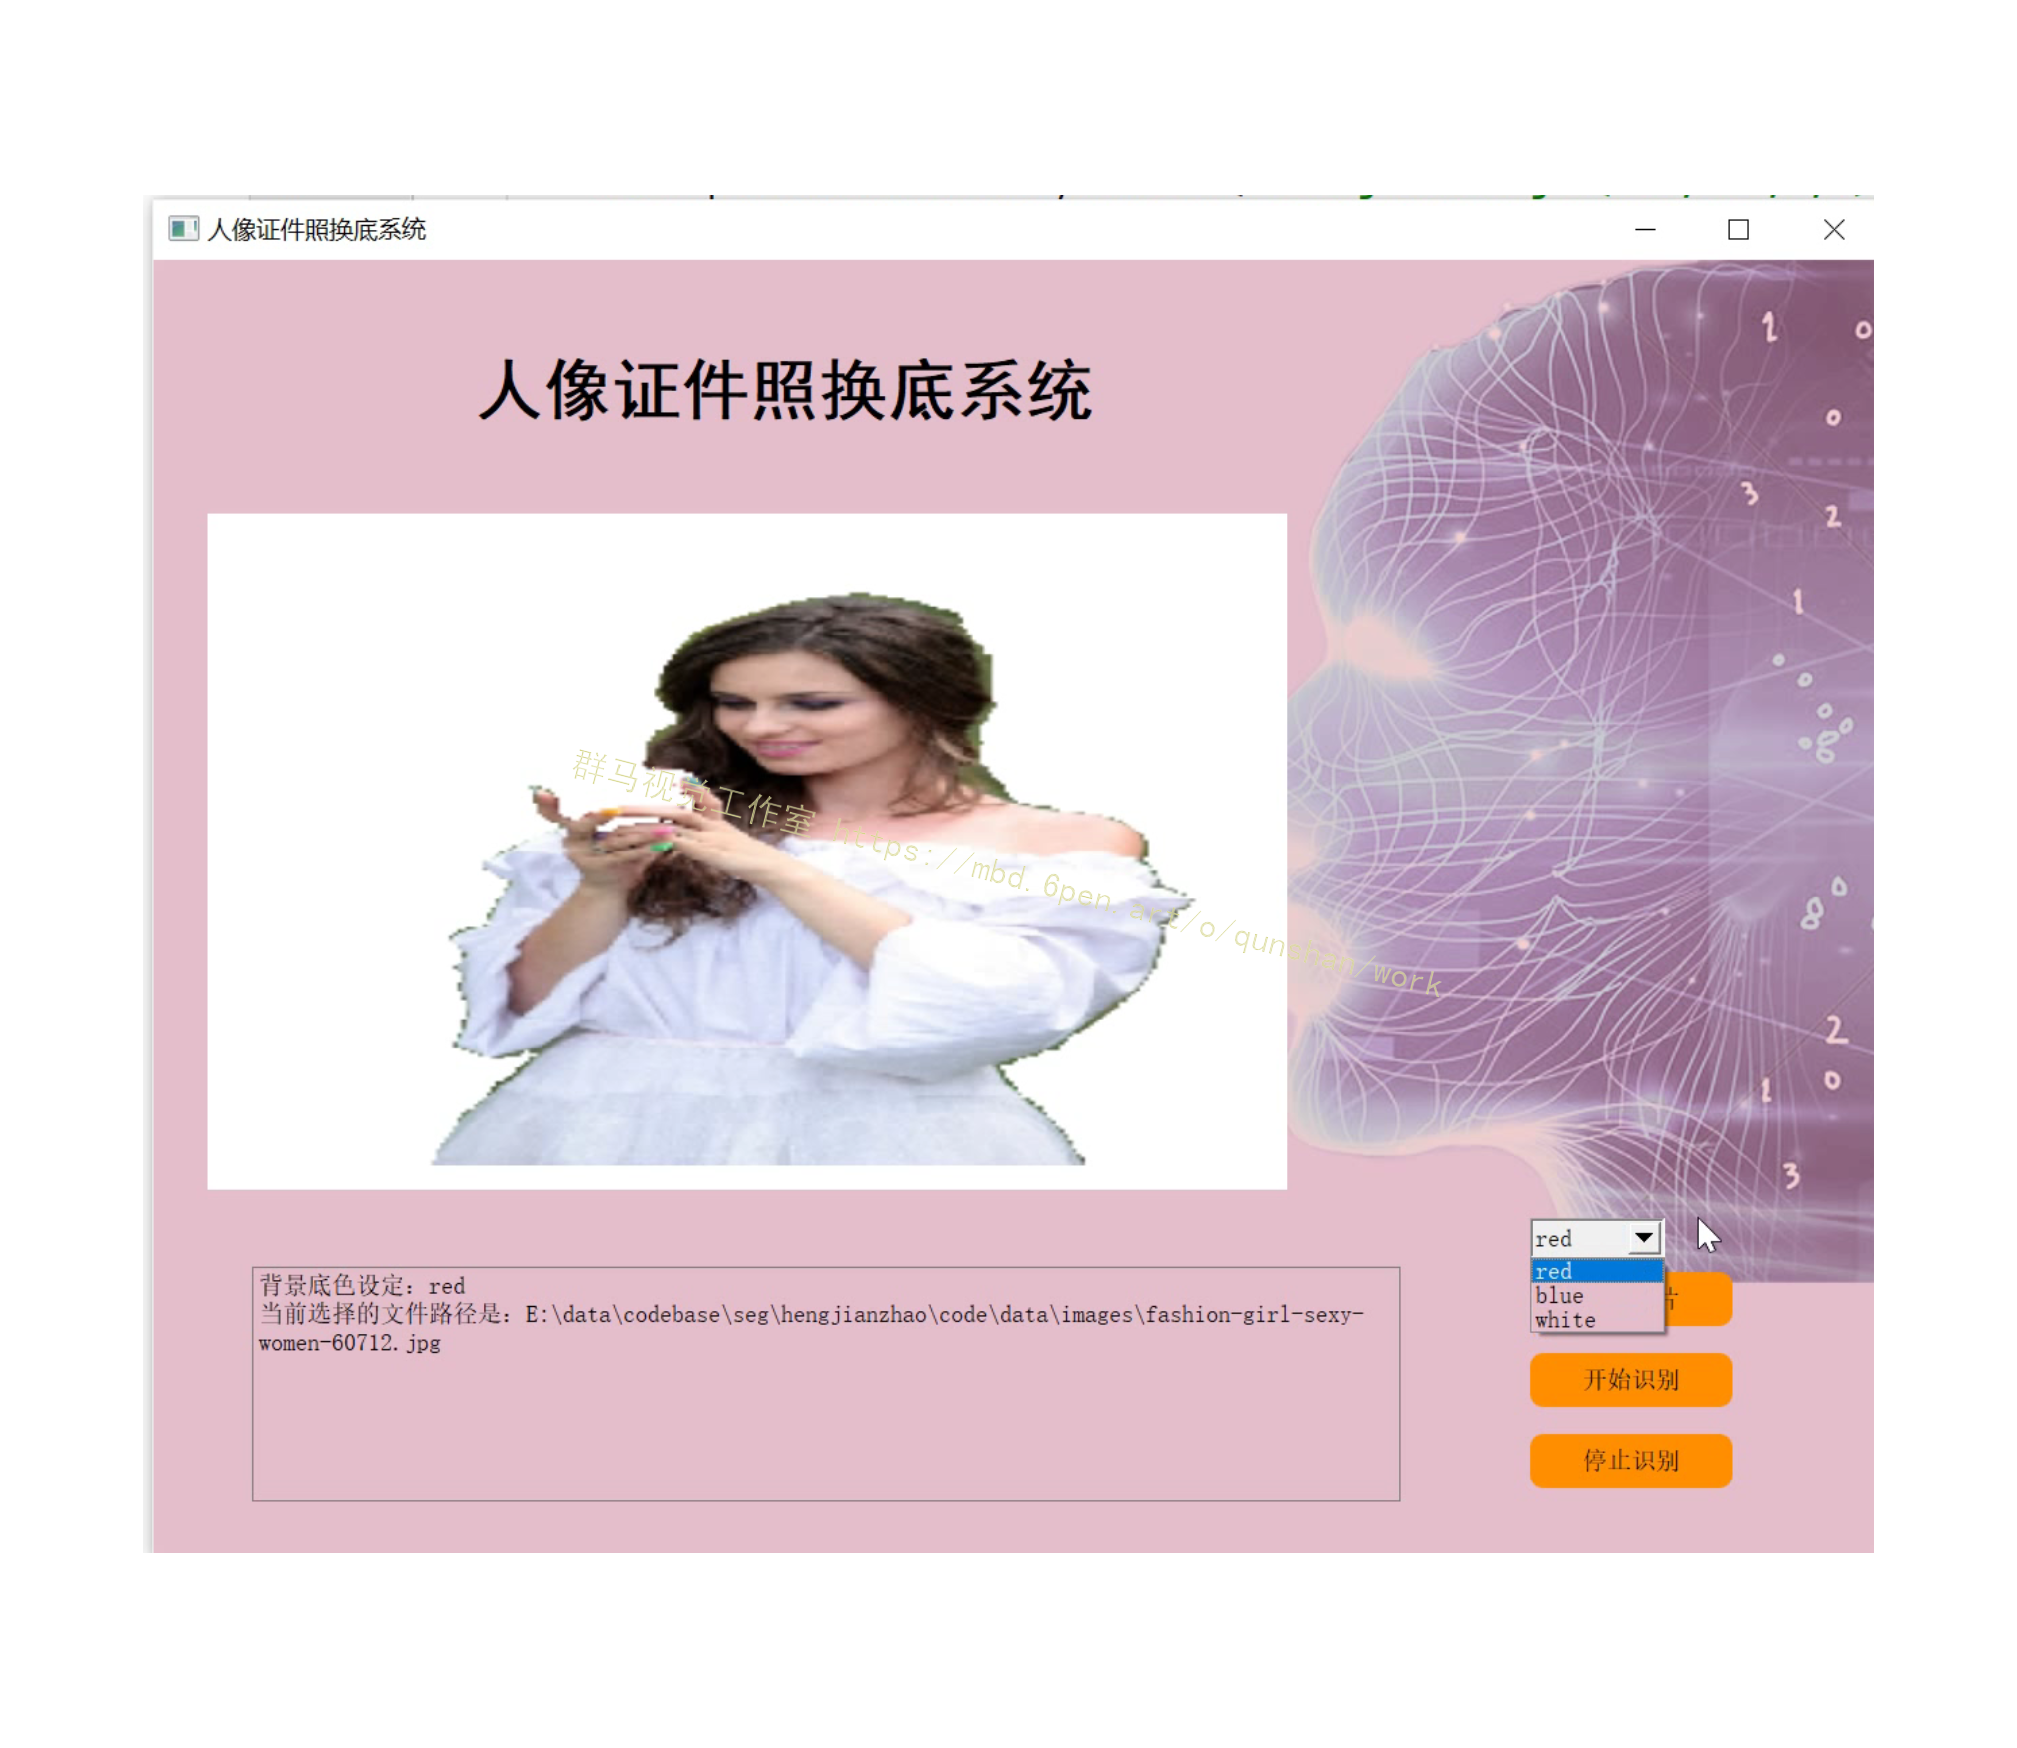 人像证件照换底系统
人像证件照换底系统
群马视觉工作室 https://mbd.6pen.art/o/qunshan/work
1 0
0
3
2
1
0
0
8
2
1 0
3
red
red
blue
white
片
背景底色设定：red
当前选择的文件路径是：E:\data\codebase\seg\hengjianzhao\code\data\images\fashion-girl-sexy-
women-60712.jpg
开始识别
停止识别